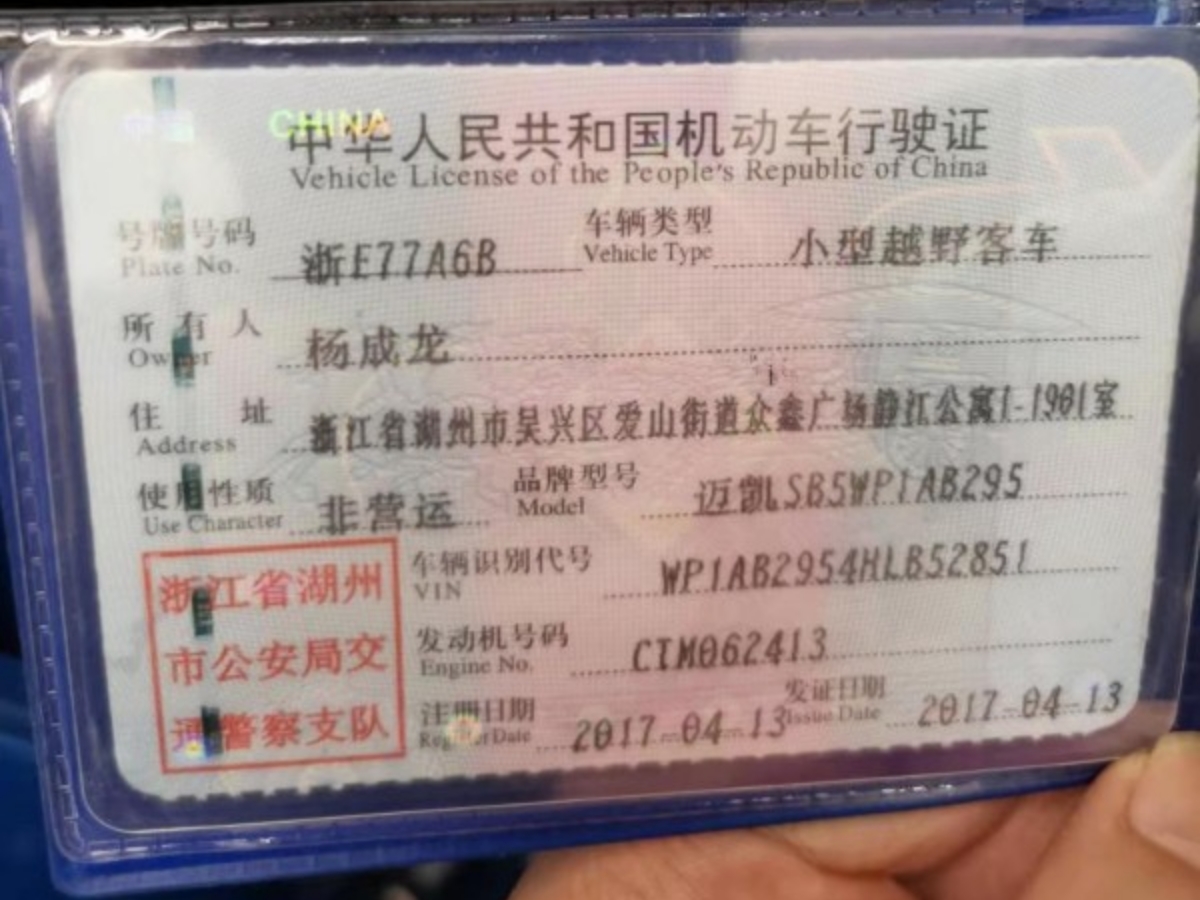 CHINA
中华人民共和国机动车行驶证
Vehicle License of the People's Republic of China
号牌号码 浙E77A6B 车辆类型 小型越野客车
Plate No. Vehicle Type
所有人 杨成龙
Owner
住址 浙江省湖州市吴兴区爱山街道众鑫广场静江公寓1-1901室
Address
使用性质 非营运 品牌型号 迈凯SB5WP1AB295
Use Character Model
车辆识别代号 WP1AB2954HLB52851
VIN
发动机号码 CTM062413
Engine No.
注册日期 2017-04-13 发证日期 2017-04-13
Register Date Issue Date
浙江省湖州
市公安局交
通警察支队